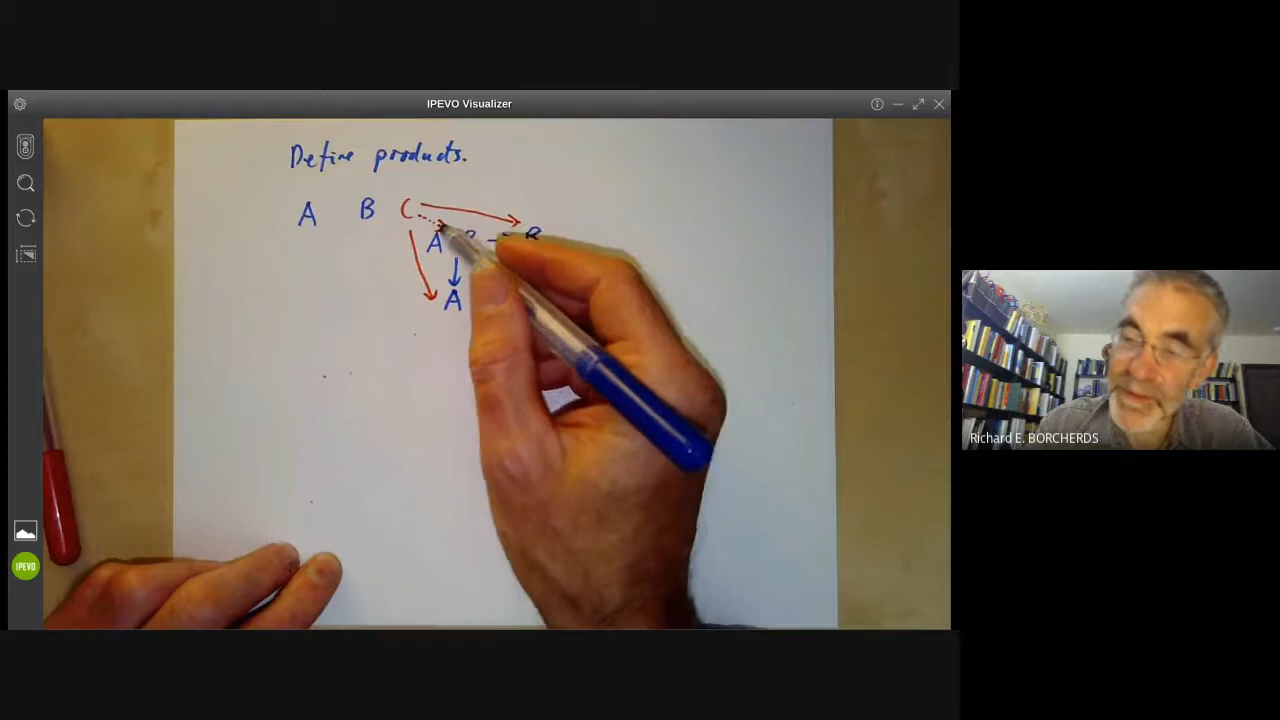 IPEVO Visualizer
Define products.
A B C
A B
A
IPEVO
Richard E. BORCHERDS